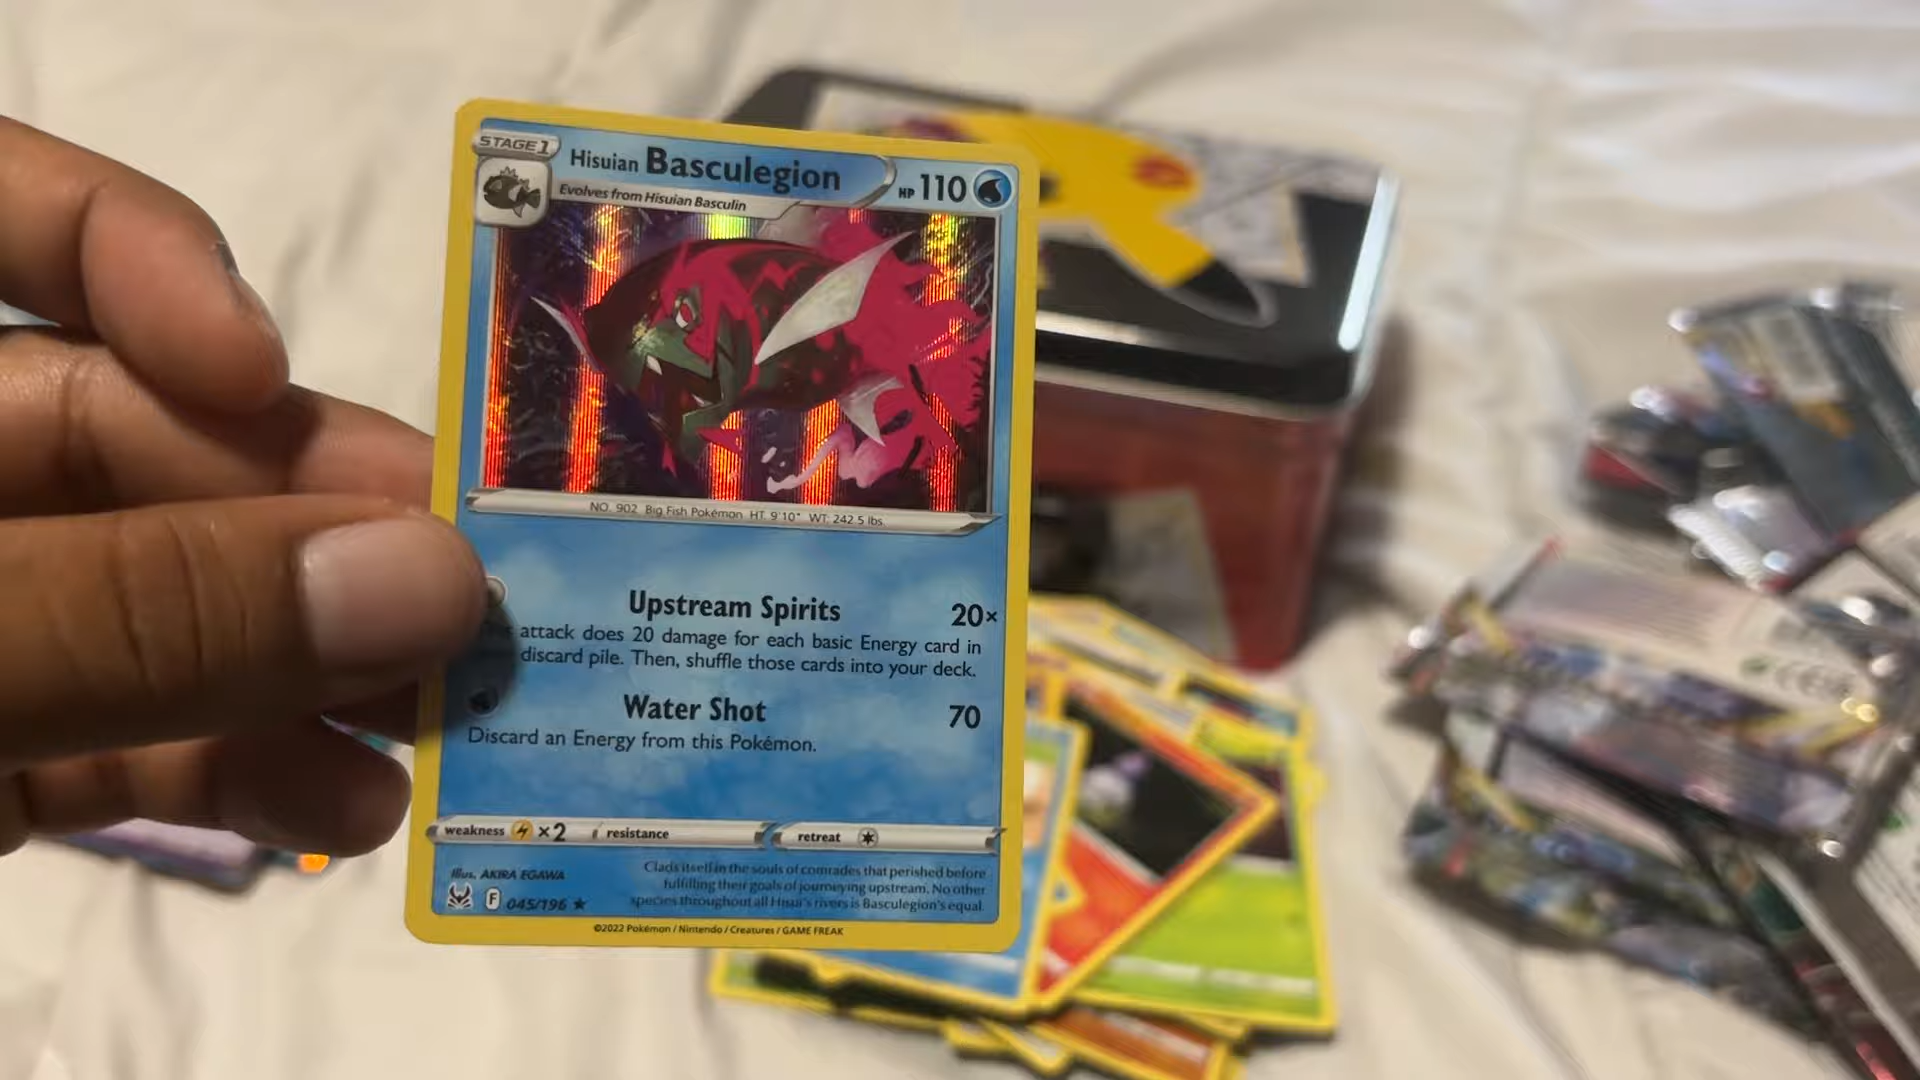 STAGE 1
Hisuian Basculegion
HP 110
Evolves from Hisuian Basculin
NO. 902 Big Fish Pokémon HT: 9'10" WT: 242.5 lbs.
Upstream Spirits 20×
attack does 20 damage for each basic Energy card in
discard pile. Then, shuffle those cards into your deck.
Water Shot 70
Discard an Energy from this Pokémon.
weakness ×2 resistance retreat
Illus. AKIRA EGAWA
F 045/196 ★
Clads itself in the souls of comrades that perished before
fulfilling their goals of journeying upstream. No other
species throughout all Hisui's rivers is Basculegion's equal.
©2022 Pokémon / Nintendo / Creatures / GAME FREAK